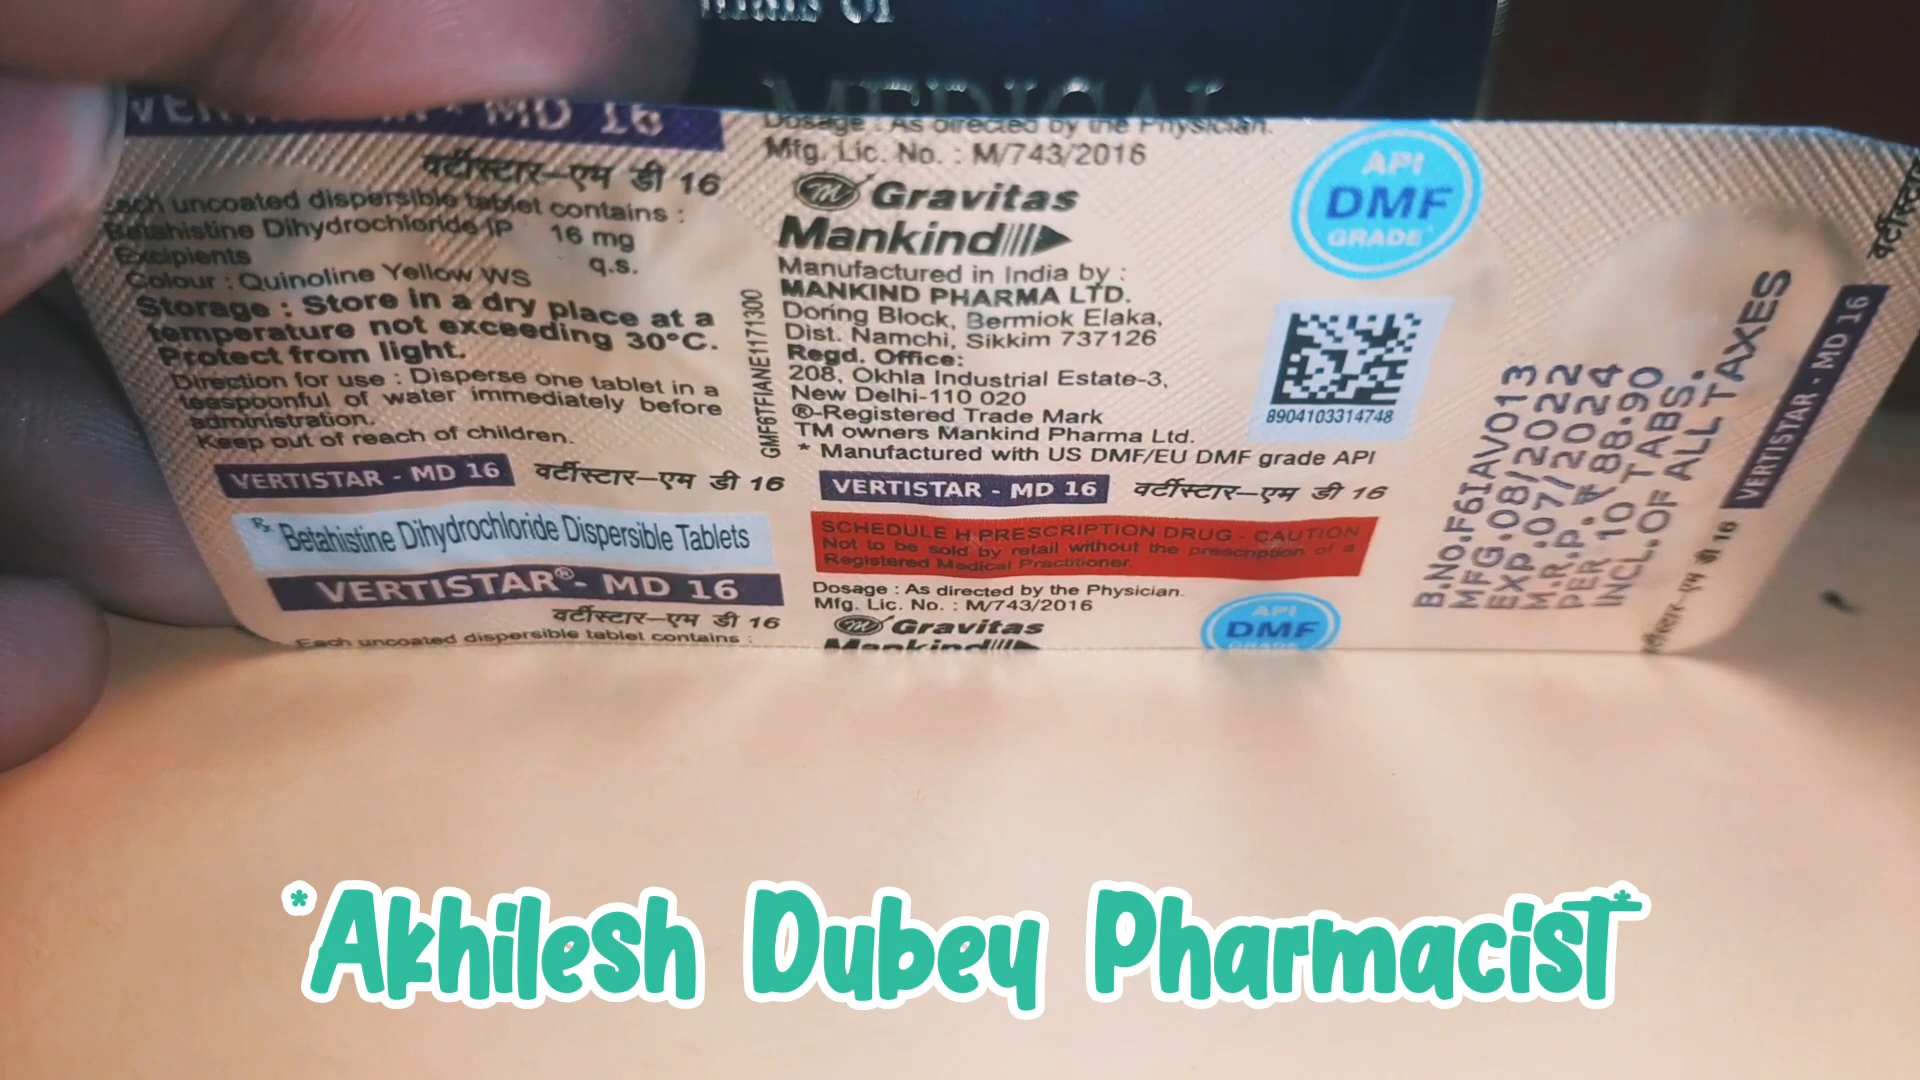 MEDICAL
MD 16
वर्टीस्टार–एम डी 16
Each uncoated dispersible tablet contains :
Betahistine Dihydrochloride IP 16 mg
Excipients q.s.
Colour : Quinoline Yellow WS
Storage : Store in a dry place at a
temperature not exceeding 30°C.
Protect from light.
Direction for use : Disperse one tablet in a
teaspoonful of water immediately before
administration.
Keep out of reach of children.
VERTISTAR - MD 16 वर्टीस्टार–एम डी 16
Rx Betahistine Dihydrochloride Dispersible Tablets
VERTISTAR®- MD 16
वर्टीस्टार–एम डी 16
Each uncoated dispersible tablet contains :
GMF6TFIANE1171300
Dosage : As directed by the Physician.
Mfg. Lic. No. : M/743/2016
Gravitas
Mankind
Manufactured in India by :
MANKIND PHARMA LTD.
Doring Block, Bermiok Elaka,
Dist. Namchi, Sikkim 737126
Regd. Office:
208, Okhla Industrial Estate-3,
New Delhi-110 020
®-Registered Trade Mark
TM owners Mankind Pharma Ltd.
* Manufactured with US DMF/EU DMF grade API
VERTISTAR - MD 16 वर्टीस्टार–एम डी 16
SCHEDULE H PRESCRIPTION DRUG - CAUTION
Not to be sold by retail without the prescription of a
Registered Medical Practitioner.
Dosage : As directed by the Physician.
Mfg. Lic. No. : M/743/2016
Gravitas
Mankind
API
DMF
GRADE*
8904103314748
API
DMF
GRADE
B.No.F6IAV013
MFG.08/2022
EXP.07/2024
M.R.P.₹ 88.90
PER 10 TABS.
INCL.OF ALL TAXES
VERTISTAR - MD 16
वर्टीस्टार–एम डी 16
वर्टीस्टार
*Akhilesh Dubey Pharmacist*